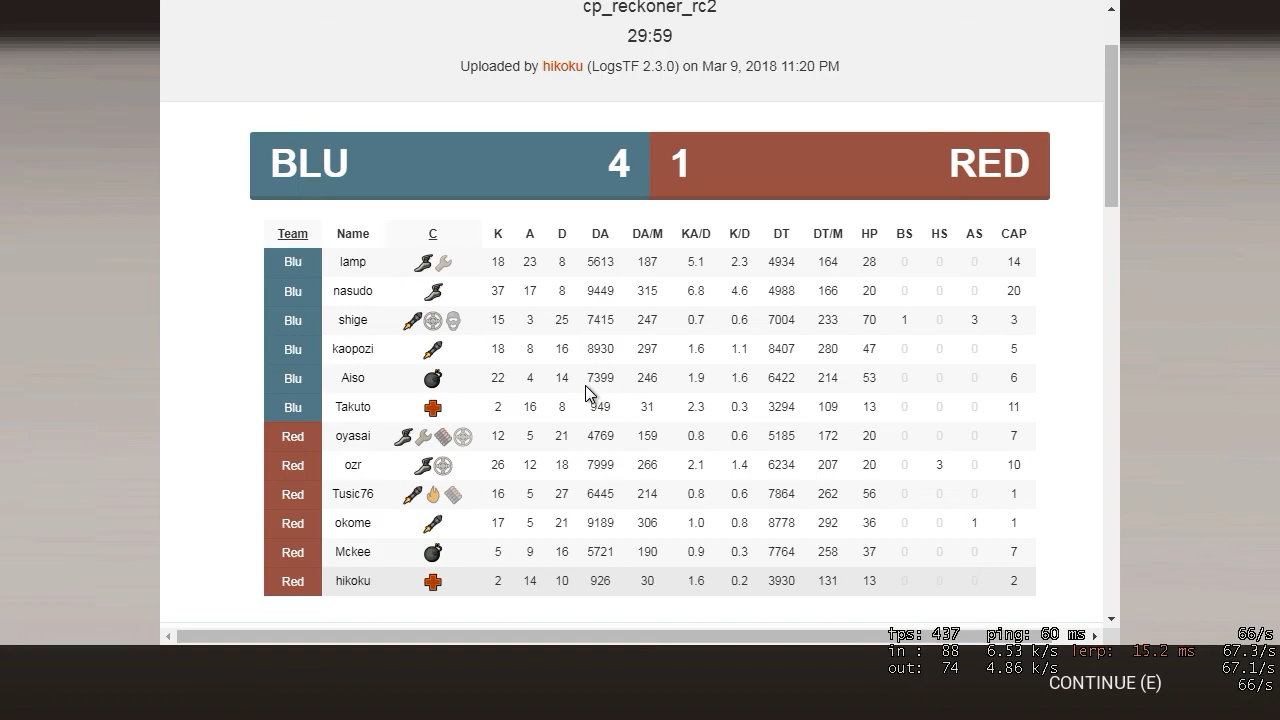 cp_reckoner_rc2
29:59
Uploaded by hikoku (LogsTF 2.3.0) on Mar 9, 2018 11:20 PM
BLU 4 1 RED
Team Name C K A D DA DA/M KA/D K/D DT DT/M HP BS HS AS CAP
Blu lamp 18 23 8 5613 187 5.1 2.3 4934 164 28 0 0 0 14
Blu nasudo 37 17 8 9449 315 6.8 4.6 4988 166 20 0 0 0 20
Blu shige 15 3 25 7415 247 0.7 0.6 7004 233 70 1 0 3 3
Blu kaopozi 18 8 16 8930 297 1.6 1.1 8407 280 47 0 0 0 5
Blu Aiso 22 4 14 7399 246 1.9 1.6 6422 214 53 0 0 0 6
Blu Takuto 2 16 8 949 31 2.3 0.3 3294 109 13 0 0 0 11
Red oyasai 12 5 21 4769 159 0.8 0.6 5185 172 20 0 0 0 7
Red ozr 26 12 18 7999 266 2.1 1.4 6234 207 20 0 3 0 10
Red Tusic76 16 5 27 6445 214 0.8 0.6 7864 262 56 0 0 0 1
Red okome 17 5 21 9189 306 1.0 0.8 8778 292 36 0 0 1 1
Red Mckee 5 9 16 5721 190 0.9 0.3 7764 258 37 0 0 0 7
Red hikoku 2 14 10 926 30 1.6 0.2 3930 131 13 0 0 0 2
fps: 437 ping: 60 ms 66/s
in : 88 6.53 k/s lerp: 15.2 ms 67.3/s
out: 74 4.86 k/s 67.1/s
CONTINUE (E) 66/s